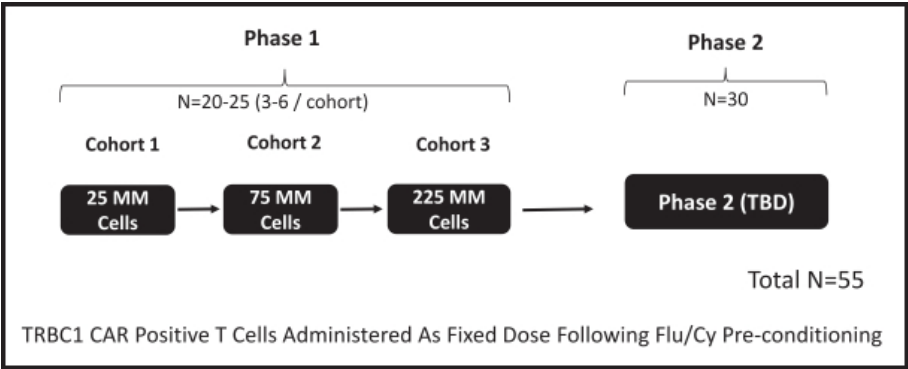 Phase 1
Phase 2
N=20-25 (3-6 / cohort)
N=30
Cohort 1
Cohort 2
Cohort 3
25 MM
Cells
75 MM
Cells
225 MM
Cells
Phase 2 (TBD)
Total N=55
TRBC1 CAR Positive T Cells Administered As Fixed Dose Following Flu/Cy Pre-conditioning